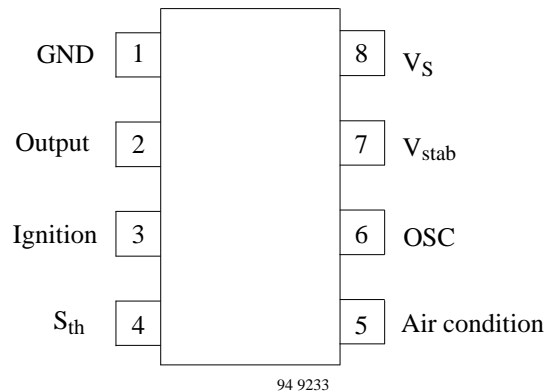 GND 1 8 V_S
Output 2 7 V_stab
Ignition 3 6 OSC
S_th 4 5 Air condition
94 9233